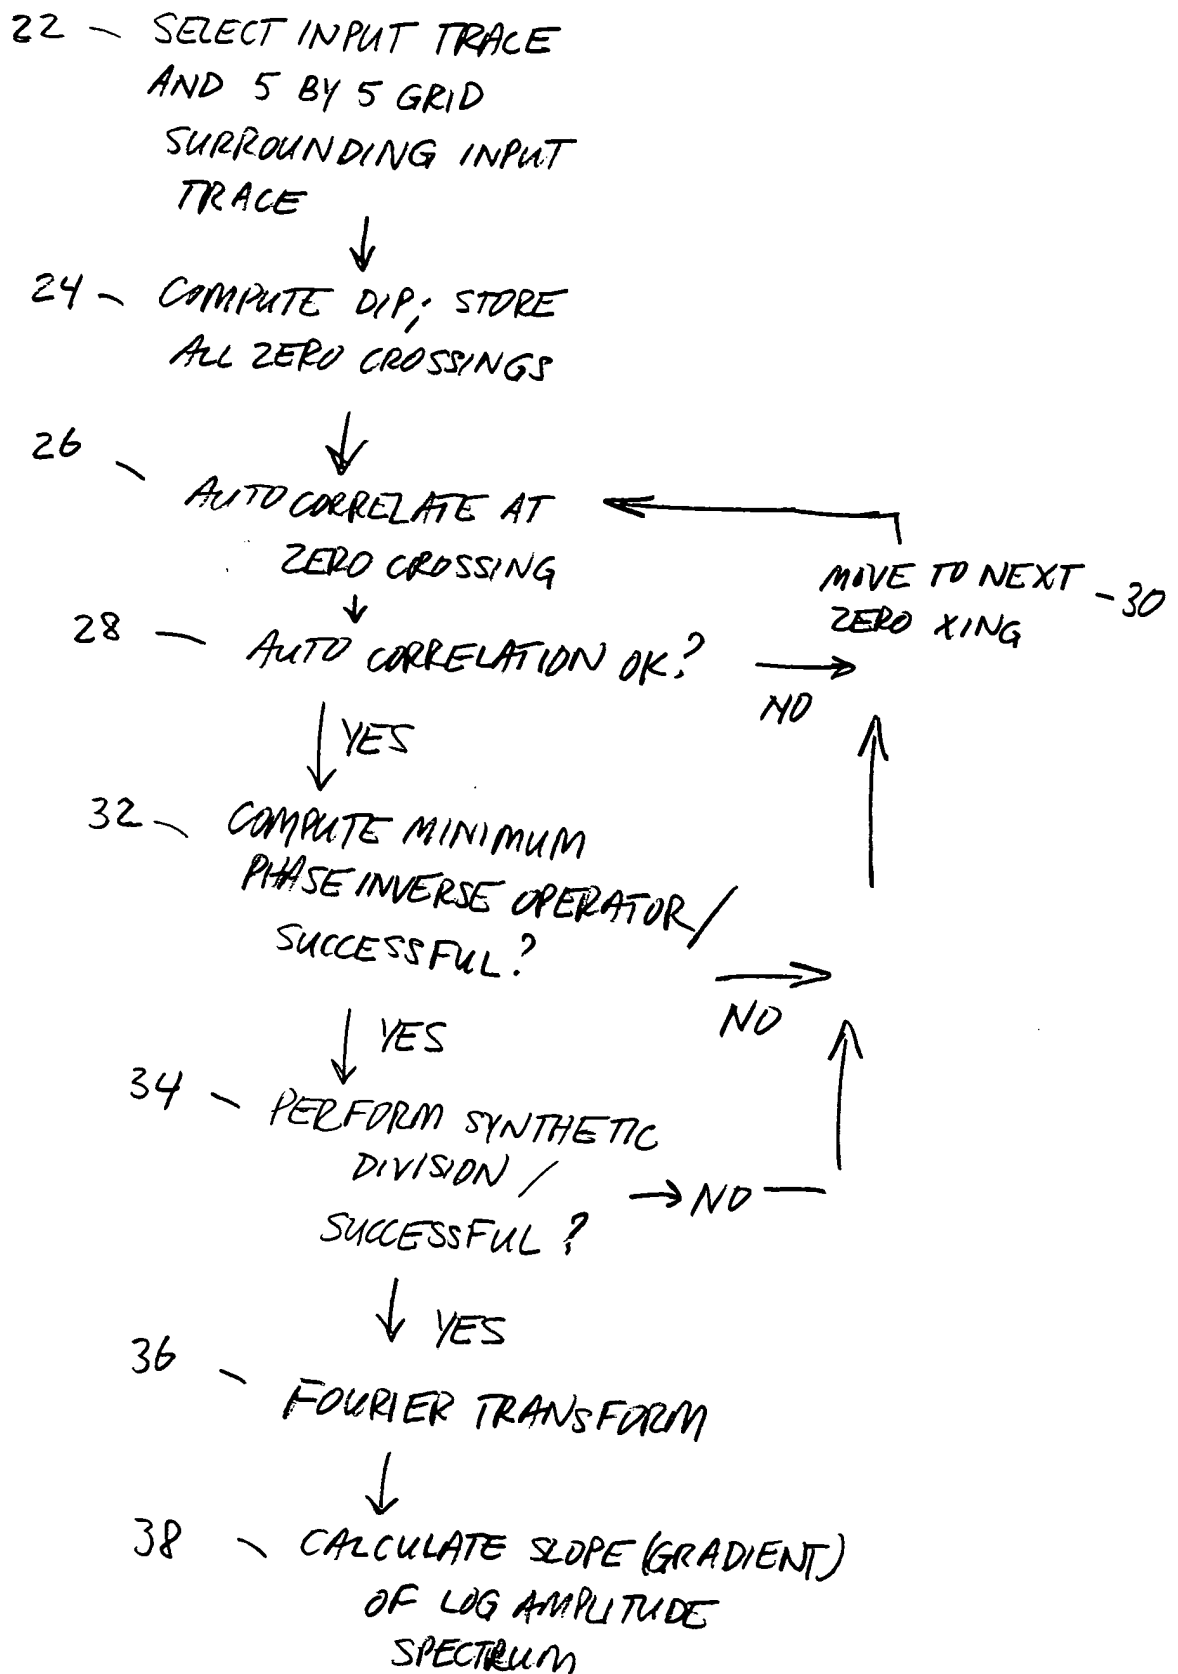 22 - SELECT INPUT TRACE
AND 5 BY 5 GRID
SURROUNDING INPUT
TRACE
24 - COMPUTE DIP; STORE
ALL ZERO CROSSINGS
26 -
AUTOCORRELATE AT
ZERO CROSSING
MOVE TO NEXT - 30
ZERO XING
28 - AUTO CORRELATION OK?
NO
YES
32 - COMPUTE MINIMUM
PHASE INVERSE OPERATOR/
SUCCESSFUL?
NO
YES
34 - PERFORM SYNTHETIC
DIVISION /
NO
SUCCESSFUL?
YES
36 -
FOURIER TRANSFORM
38 - CALCULATE SLOPE (GRADIENT)
OF LOG AMPLITUDE
SPECTRUM